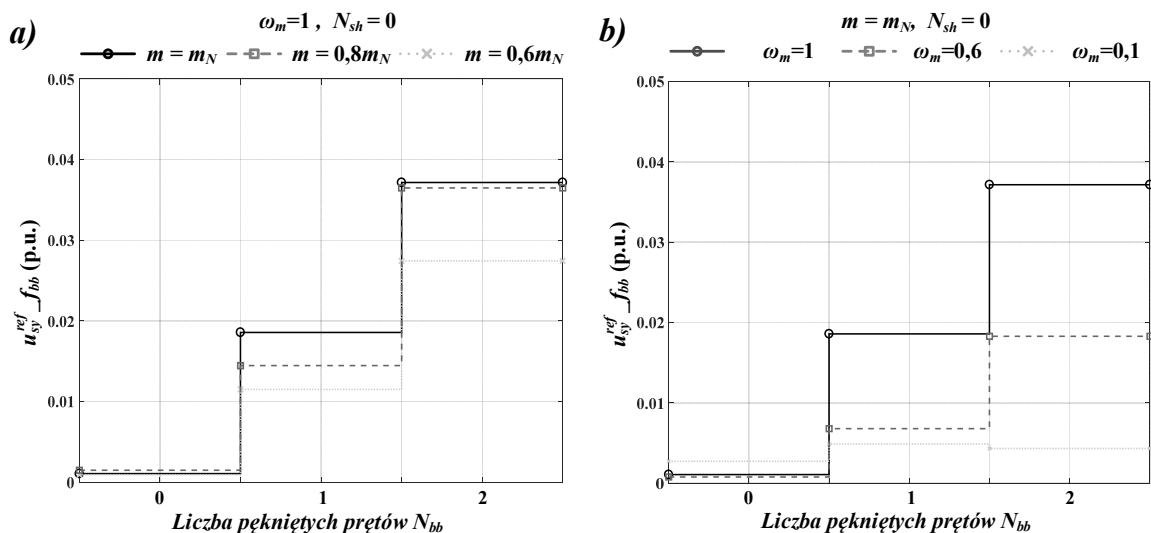 a)
ω_m=1 , N_sh = 0
m = m_N m = 0,8m_N m = 0,6m_N
0.05
0.04
0.03
0.02
0.01
0
u_sy^ref_f_bb (p.u.)
0 1 2
Liczba pękniętych prętów N_bb
b)
m = m_N, N_sh = 0
ω_m=1 ω_m=0,6 ω_m=0,1
0.05
0.04
0.03
0.02
0.01
0
u_sy^ref_f_bb (p.u.)
0 1 2
Liczba pękniętych prętów N_bb